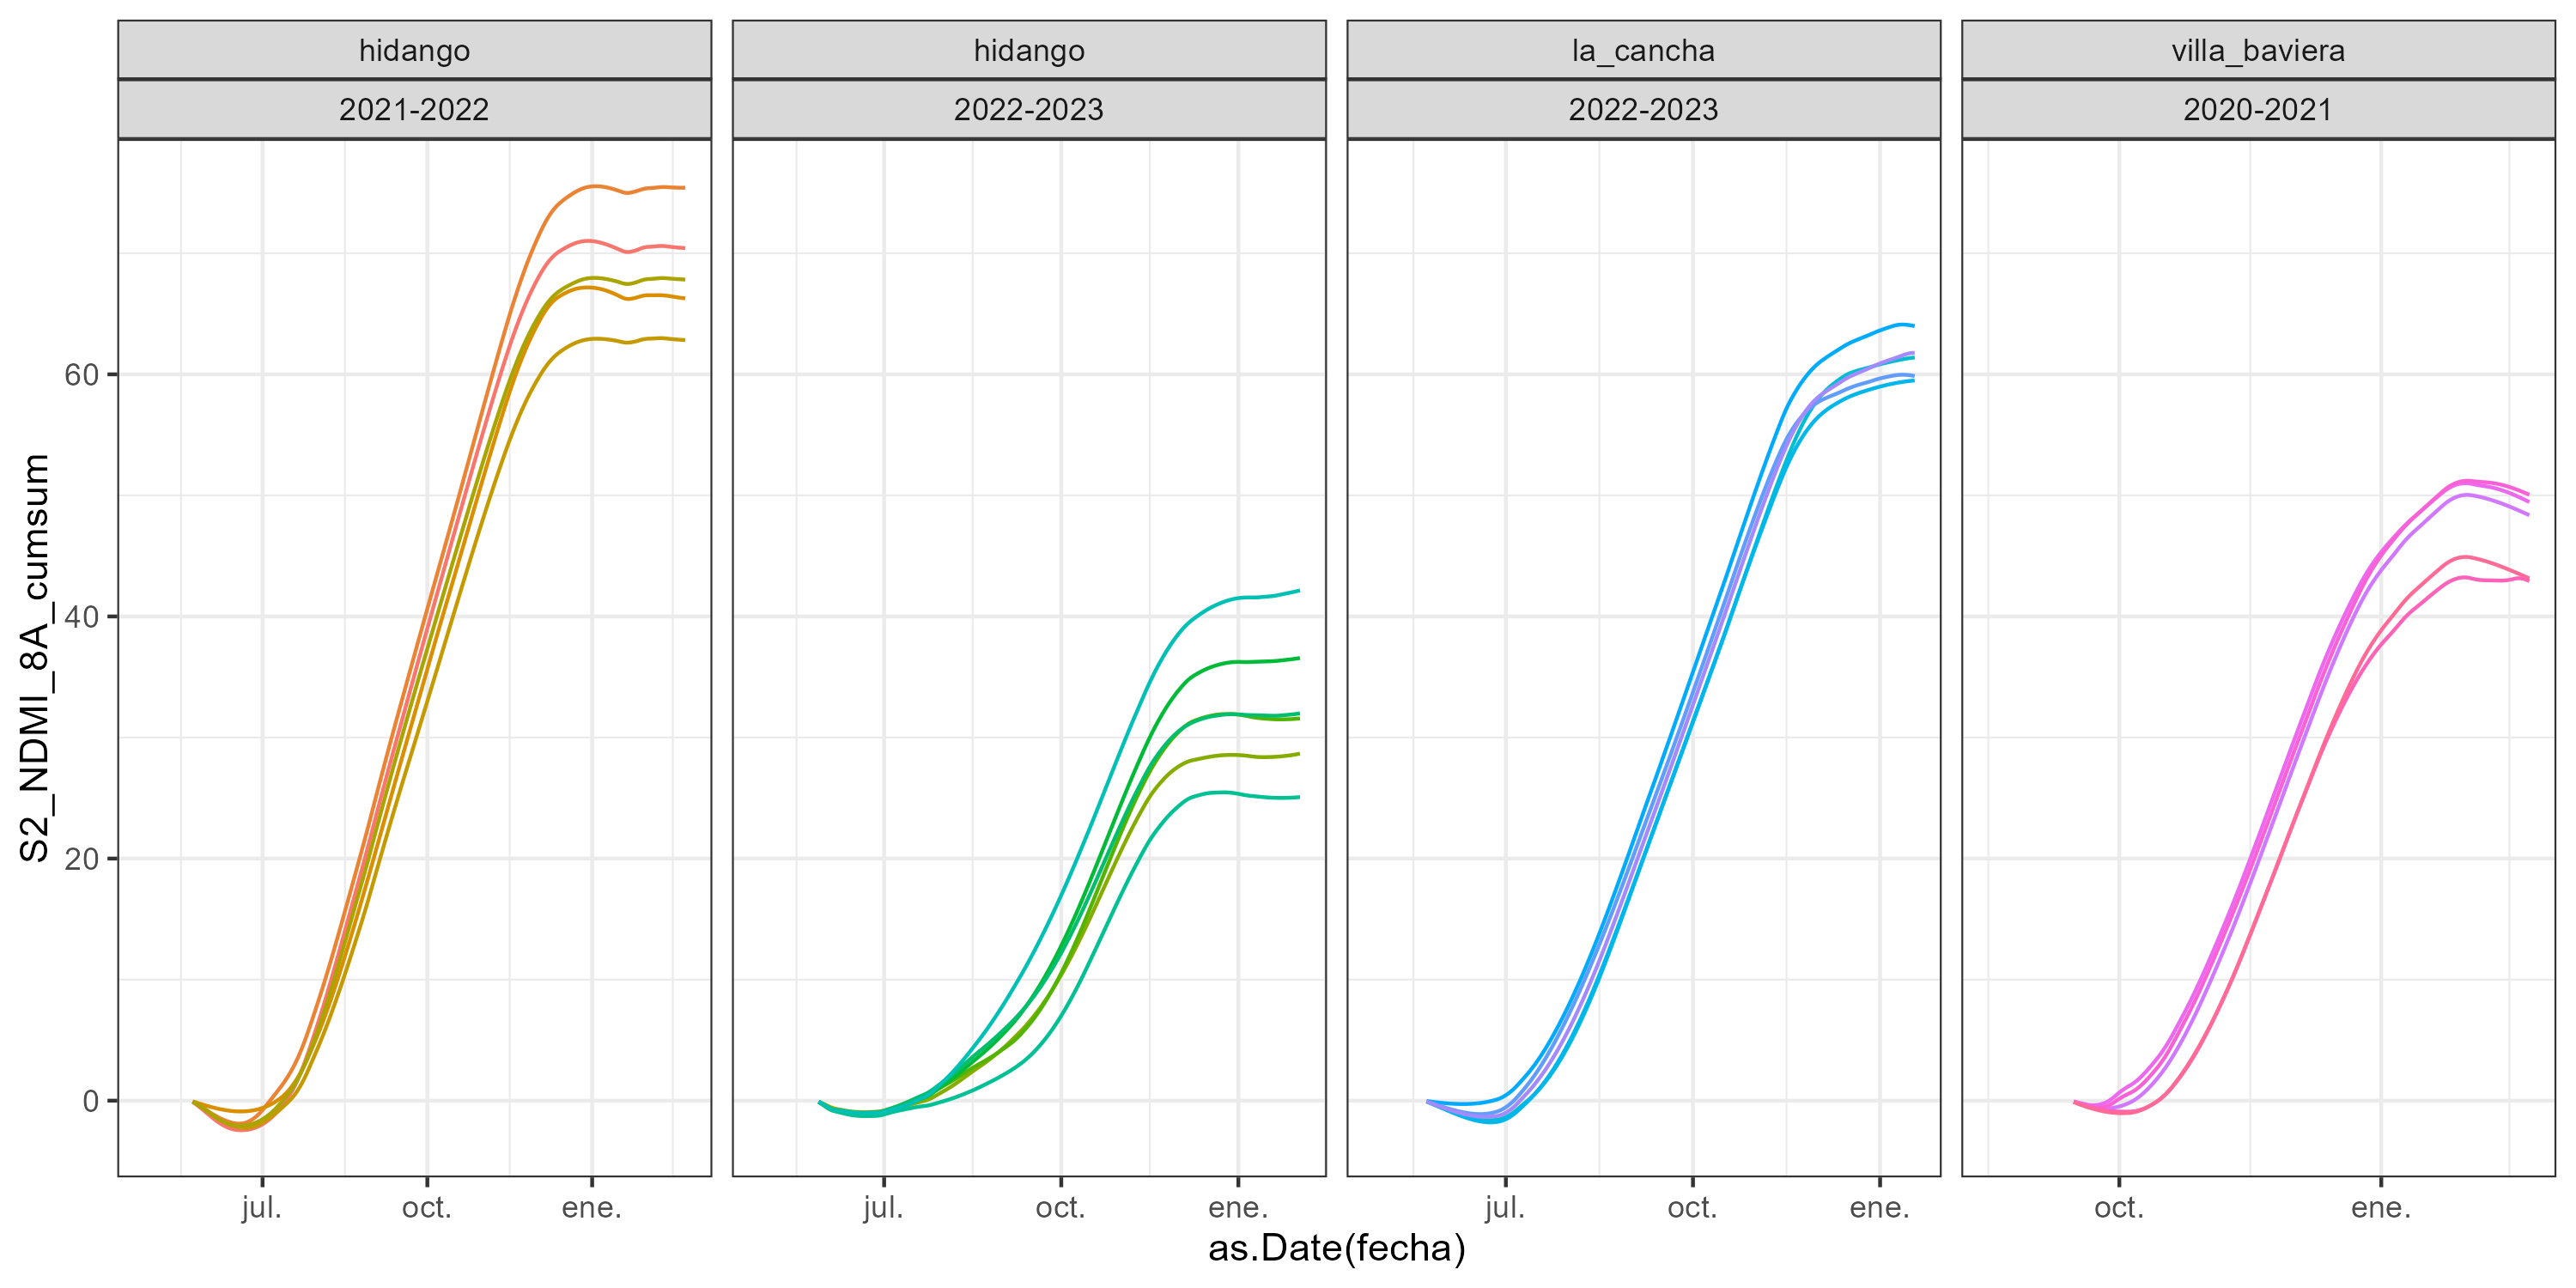 hidango
hidango
la_cancha
villa_baviera
2021-2022
2022-2023
2022-2023
2020-2021
S2_NDMI_8A_cumsum
60
40
20
0
jul.
oct.
ene.
jul.
oct.
ene.
jul.
oct.
ene.
oct.
ene.
as.Date(fecha)